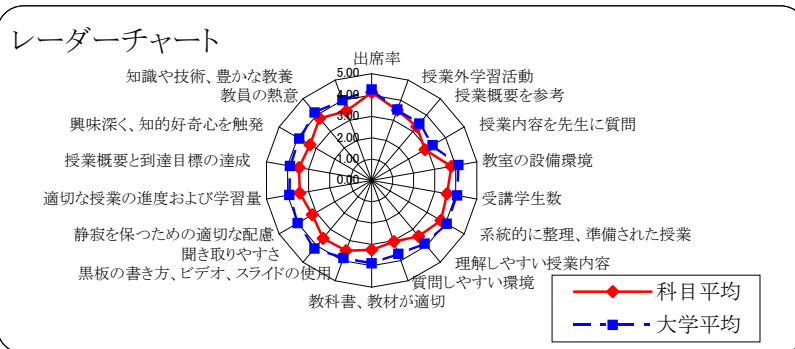 レーダーチャート
出席率
授業外学習活動
授業概要を参考
授業内容を先生に質問
教室の設備環境
受講学生数
系統的に整理、準備された授業
理解しやすい授業内容
質問しやすい環境
教科書、教材が適切
黒板の書き方、ビデオ、スライドの使用
聞き取りやすさ
静寂を保つための適切な配慮
適切な授業の進度および学習量
授業概要と到達目標の達成
興味深く、知的好奇心を触発
教員の熱意
知識や技術、豊かな教養
5.00
4.00
3.00
2.00
1.00
0.00
科目平均
大学平均